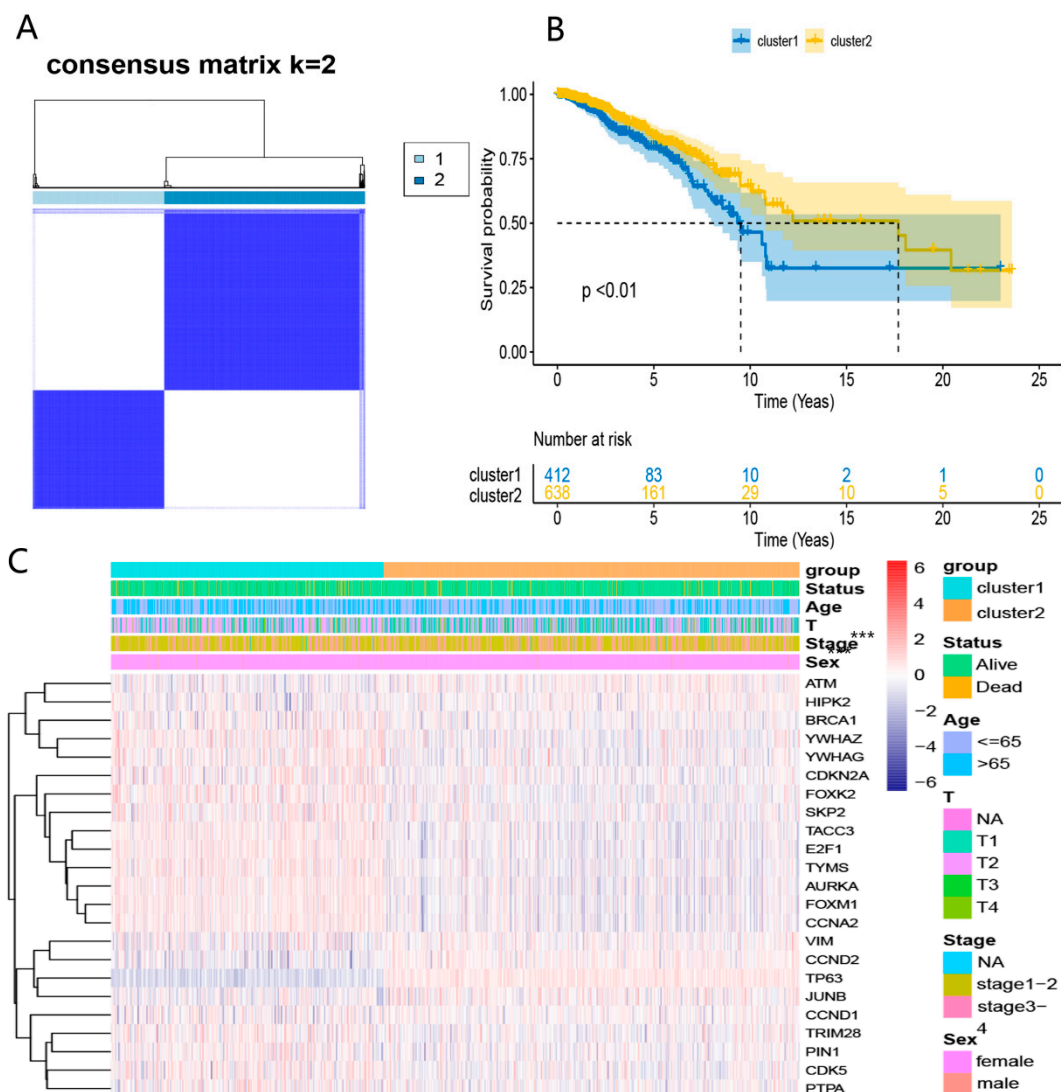 A
consensus matrix k=2
1
2
B
cluster1 cluster2
1.00
0.75
0.50
0.25
0.00
Survival probability
p <0.01
0 5 10 15 20 25
Time (Yeas)
Number at risk
cluster1 412 83 10 2 1 0
cluster2 638 161 29 10 5 0
0 5 10 15 20 25
Time (Yeas)
C
group
Status
Age
T
Stage ***
Sex ***
ATM
HIPK2
BRCA1
YWHAZ
YWHAG
CDKN2A
FOXK2
SKP2
TACC3
E2F1
TYMS
AURKA
FOXM1
CCNA2
VIM
CCND2
TP63
JUNB
CCND1
TRIM28
PIN1
CDK5
PTPA
6
4
2
0
−2
−4
−6
group
cluster1
cluster2
Status
Alive
Dead
Age
<=65
>65
T
NA
T1
T2
T3
T4
Stage
NA
stage1-2
stage3-
4
Sex
female
male